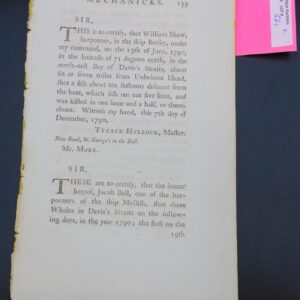 MECHANICKS. 159
SIR,
THIS is to certify, that William Shaw,
harpooner, in the ship Betsey, under
my command, on the 15th of June, 1790,
in the latitude of 71 degrees north, in the
north-east Bay of Davis's Straits, about
six or seven miles from Unbelient Island,
shot a fish about ten fathoms distance from
the boat, which fish ran out five lines, and
was killed in one hour and a half, or there-
about. Witness my hand, this 7th day of
December, 1790,
Master.
New Road, St. George's in the East.
Mr. MORE.
SIR,
THESE are to certify, that the bearer
hereof, Jacob Bell, one of the har-
pooners of the ship shot three
Whales in Davis's Straits on the follow-
ing days, in the year 1790; the first on the
19th